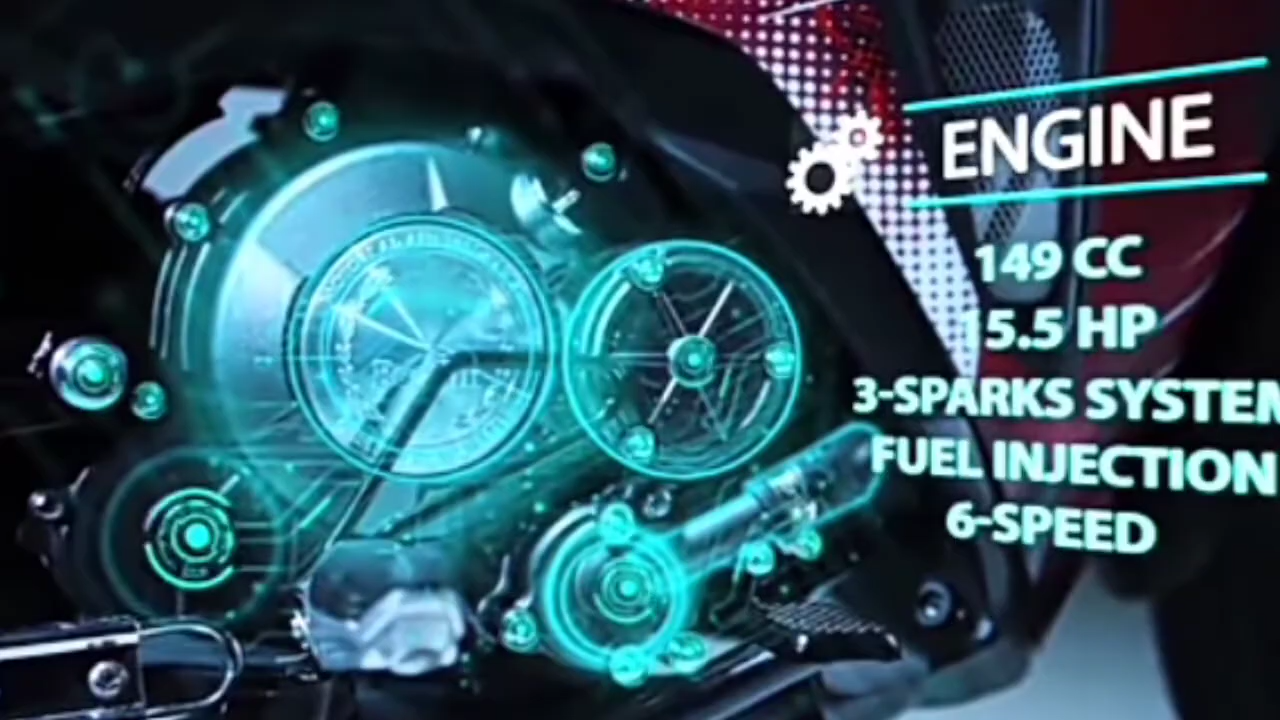 ENGINE
149 CC
15.5 HP
3-SPARKS SYSTEM
FUEL INJECTION
6-SPEED